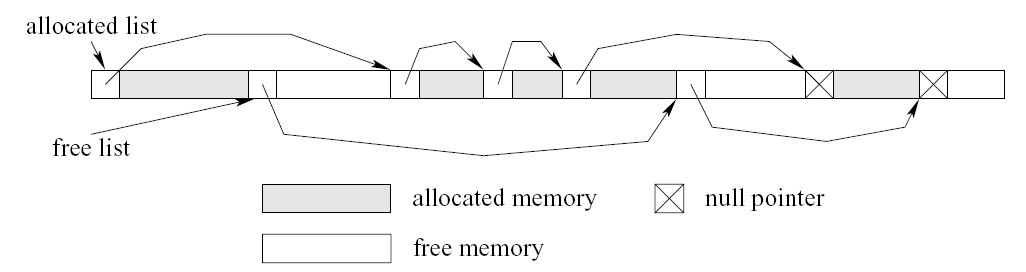 allocated list
free list
allocated memory
null pointer
free memory